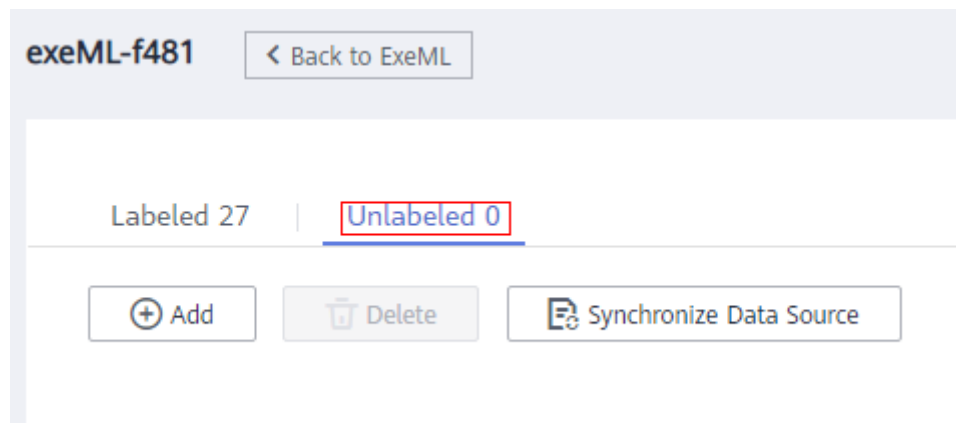 exeML-f481 < Back to ExeML
Labeled 27 | Unlabeled 0
Add Delete Synchronize Data Source